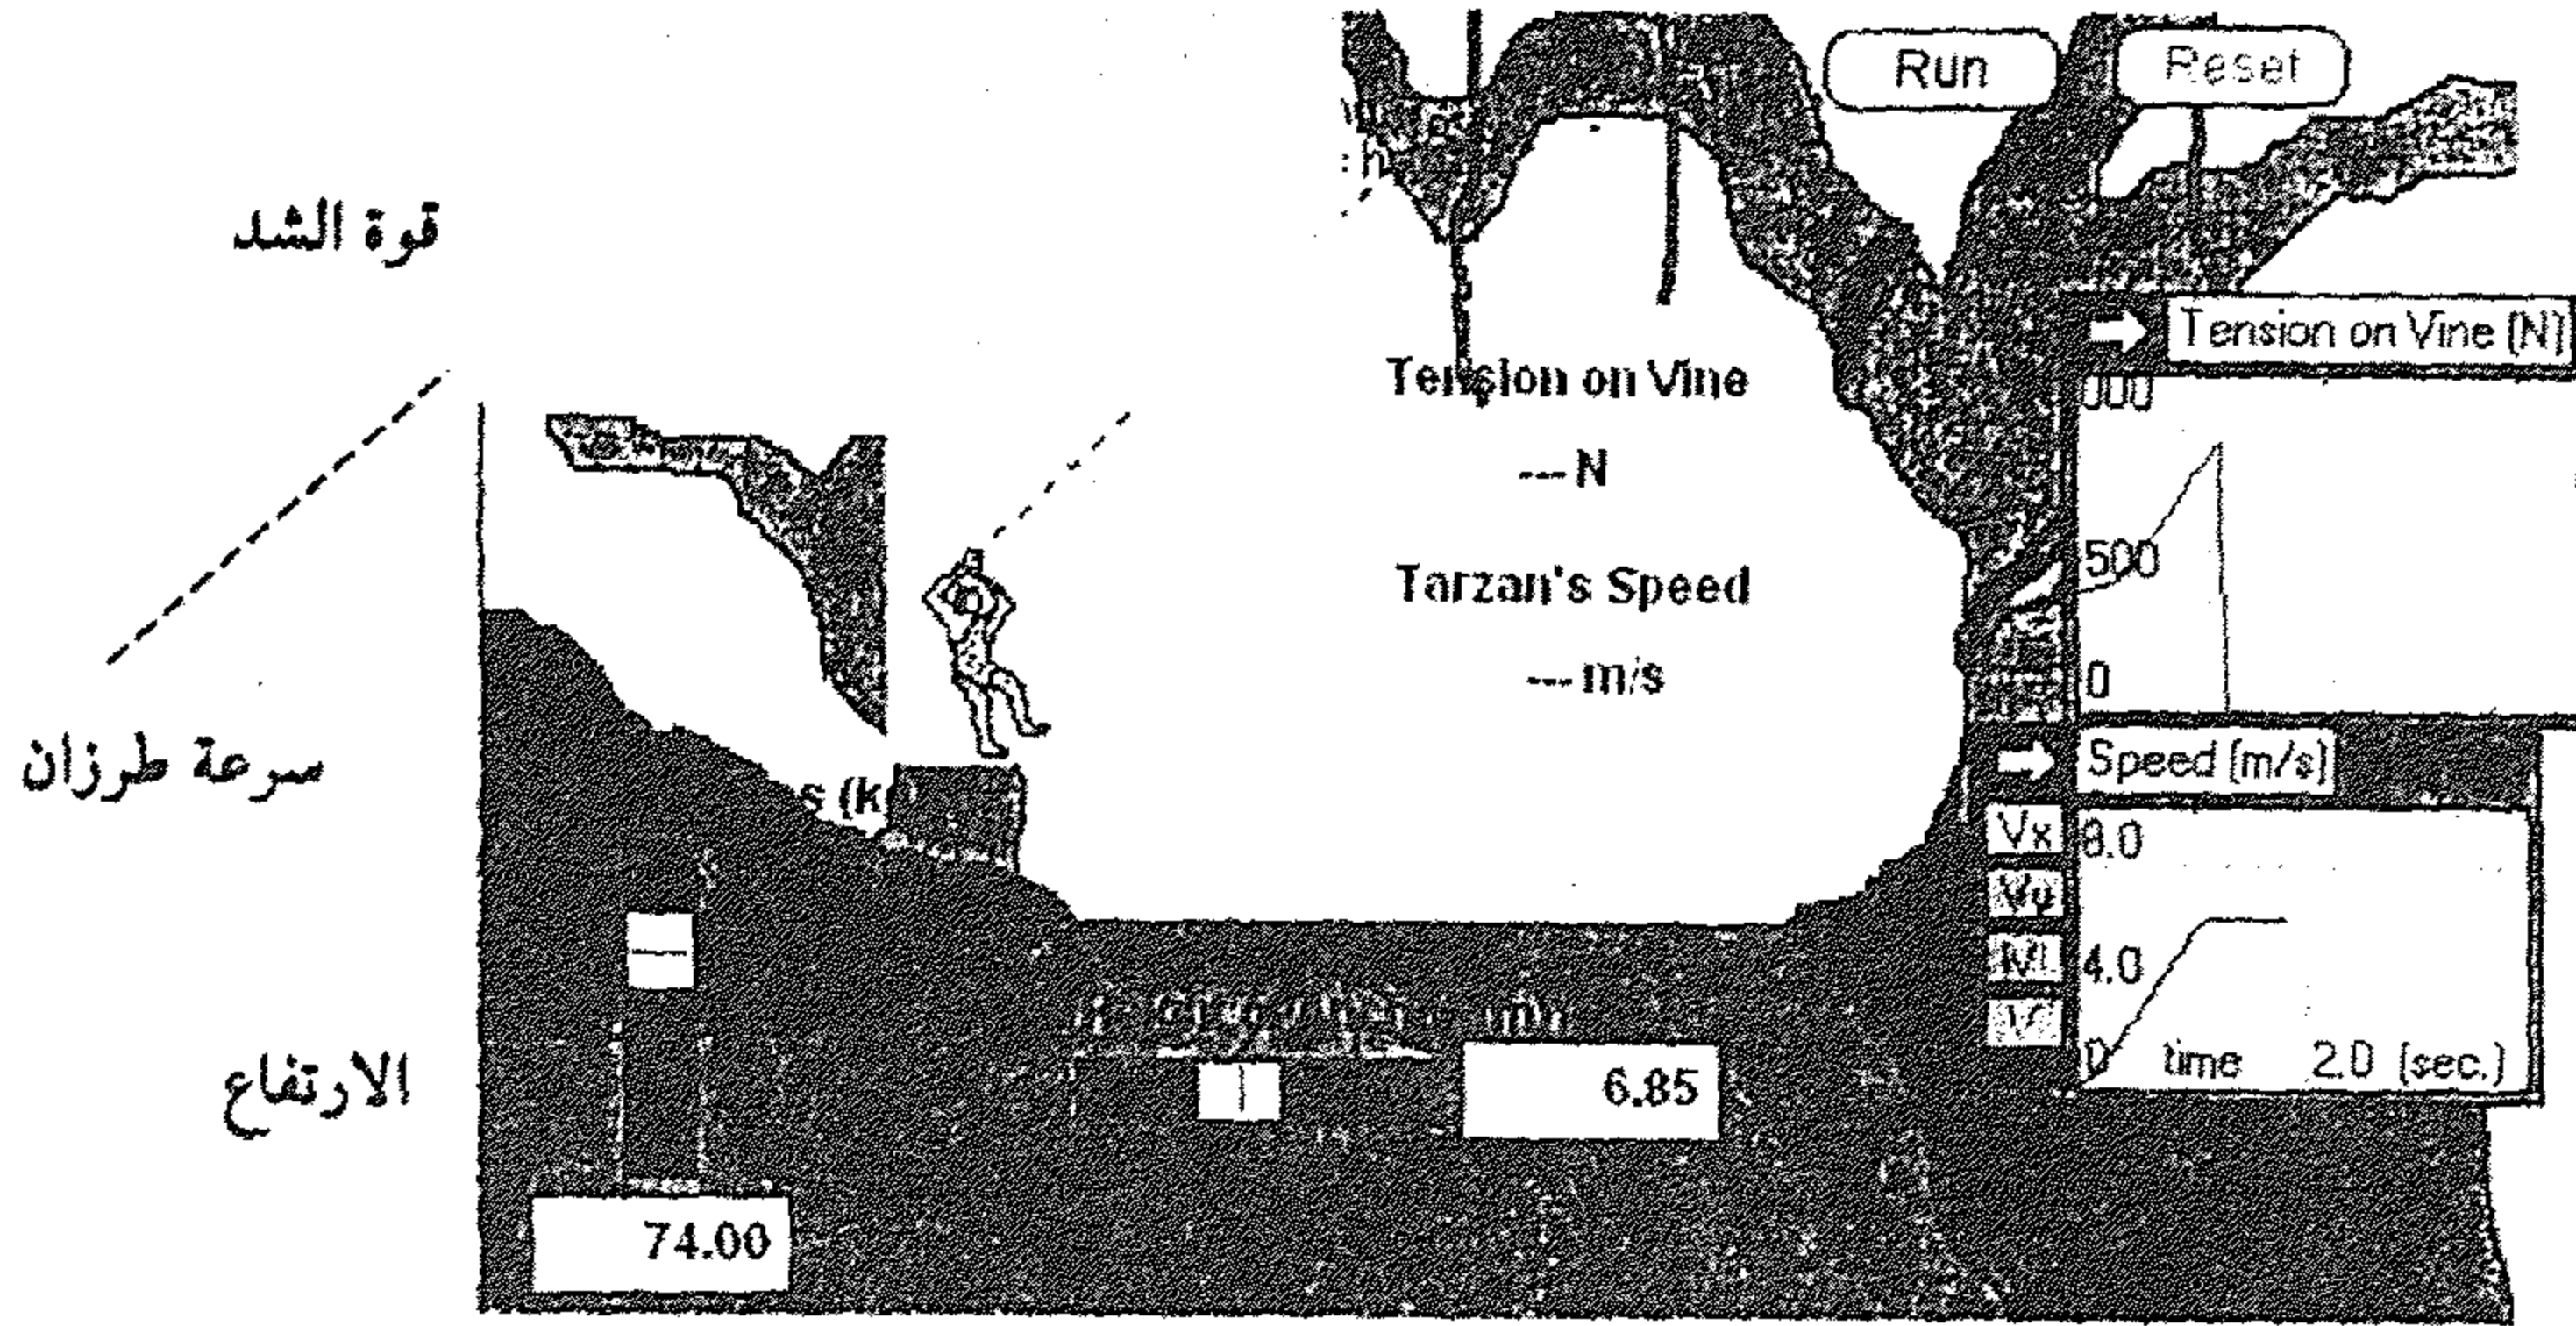 Run
Reset
قوة الشد
Tension on Vine (N)
Tension on Vine
--- N
500
0
Tarzan's Speed
--- m/s
سرعة طرزان
Speed (m/s)
Vx
8.0
4.0
0 time 2.0 (sec.)
6.85
الارتفاع
74.00